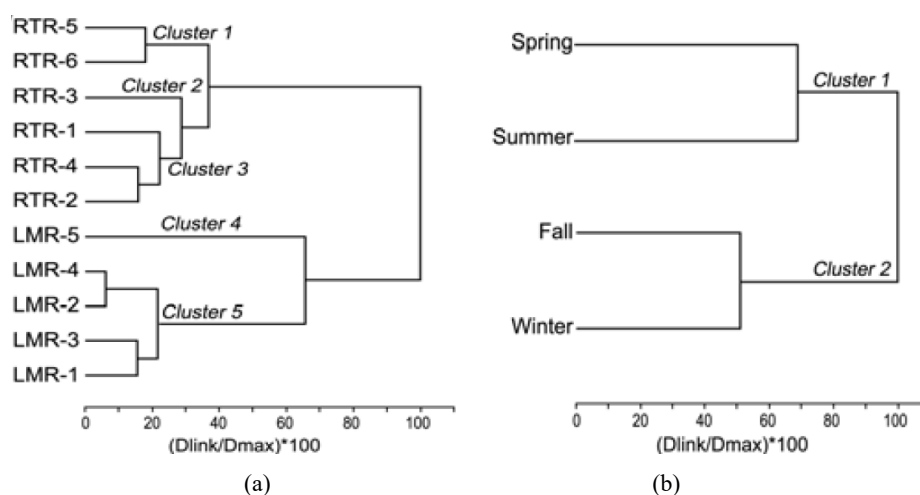 RTR-5
RTR-6
RTR-3
RTR-1
RTR-4
RTR-2
LMR-5
LMR-4
LMR-2
LMR-3
LMR-1
Cluster 1
Cluster 2
Cluster 3
Cluster 4
Cluster 5
0 20 40 60 80 100
(Dlink/Dmax)*100
(a)
Spring
Summer
Fall
Winter
Cluster 1
Cluster 2
0 20 40 60 80 100
(Dlink/Dmax)*100
(b)